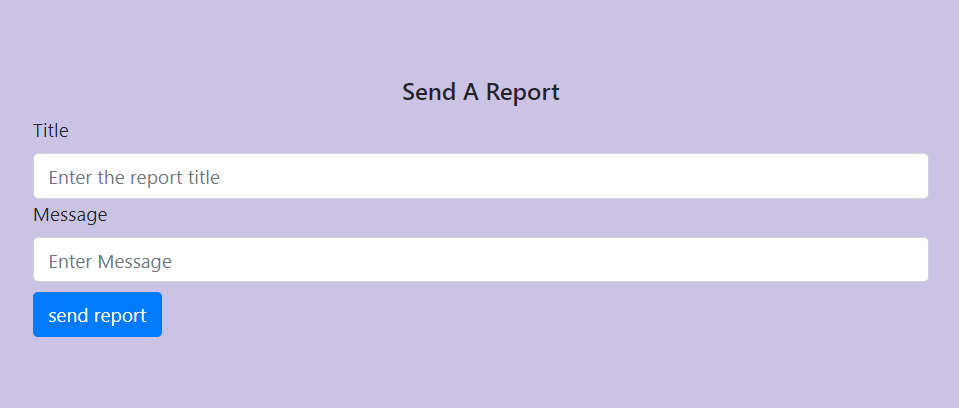 Send A Report
Title
Enter the report title
Message
Enter Message
send report